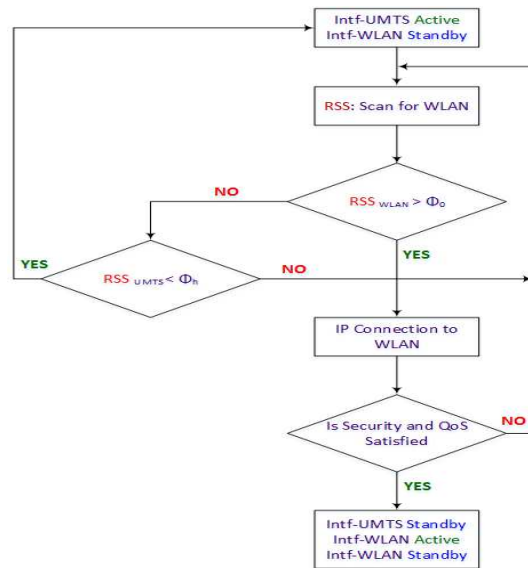 Intf-UMTS Active
Intf-WLAN Standby
RSS: Scan for WLAN
RSS WLAN > Φo
NO
YES
RSS UMTS < Φh
YES
NO
IP Connection to
WLAN
Is Security and QoS
Satisfied
NO
YES
Intf-UMTS Standby
Intf-WLAN Active
Intf-WLAN Standby